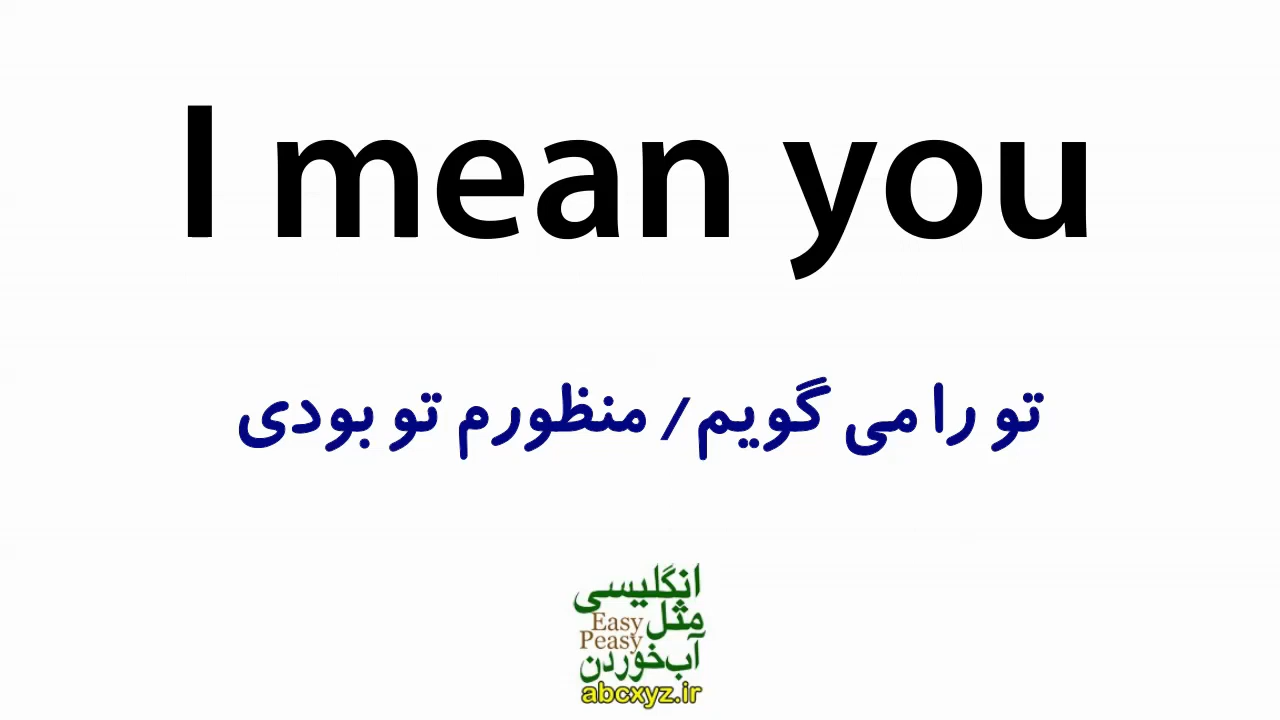 I mean you
تو را می گویم/ منظورم تو بودی
انگلیسی
مثل
Easy
Peasy
آب‌خوردن
abcxyz.ir